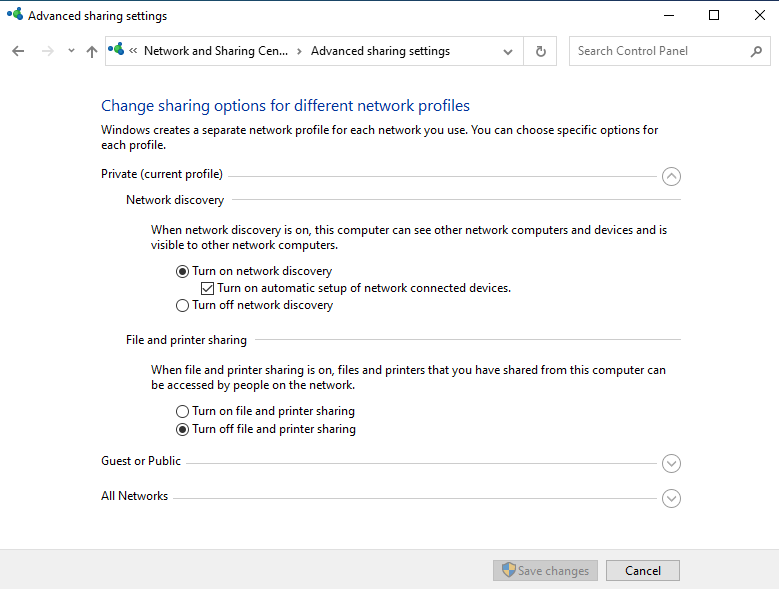 Advanced sharing settings
« Network and Sharing Cen... › Advanced sharing settings
Search Control Panel
Change sharing options for different network profiles
Windows creates a separate network profile for each network you use. You can choose specific options for
each profile.
Private (current profile)
Network discovery
When network discovery is on, this computer can see other network computers and devices and is
visible to other network computers.
Turn on network discovery
Turn on automatic setup of network connected devices.
Turn off network discovery
File and printer sharing
When file and printer sharing is on, files and printers that you have shared from this computer can
be accessed by people on the network.
Turn on file and printer sharing
Turn off file and printer sharing
Guest or Public
All Networks
Save changes
Cancel